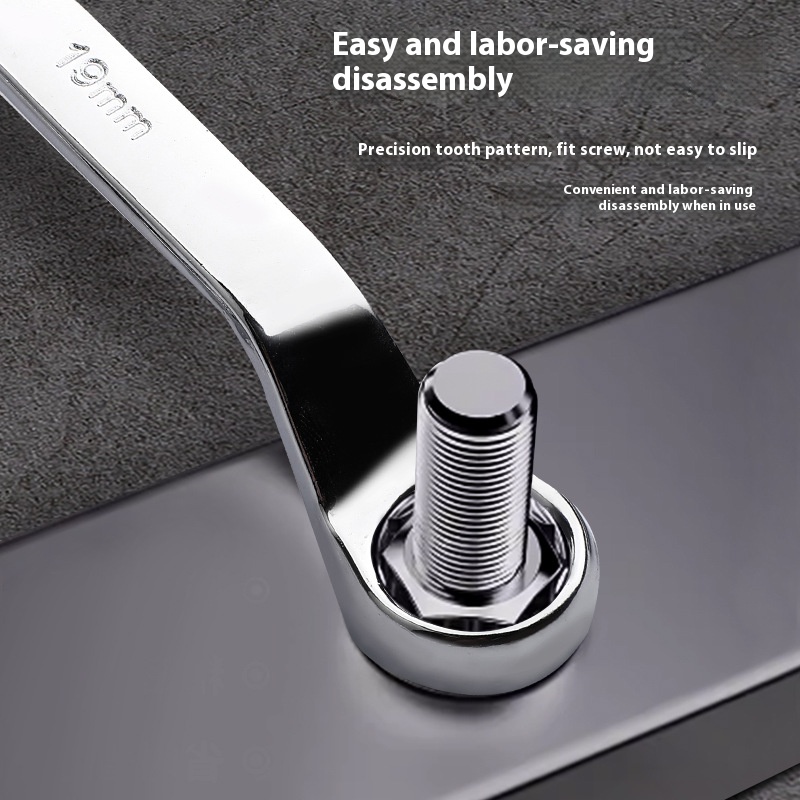 Easy and labor-saving
disassembly
Precision tooth pattern, fit screw, not easy to slip
Convenient and labor-saving
disassembly when in use
19mm